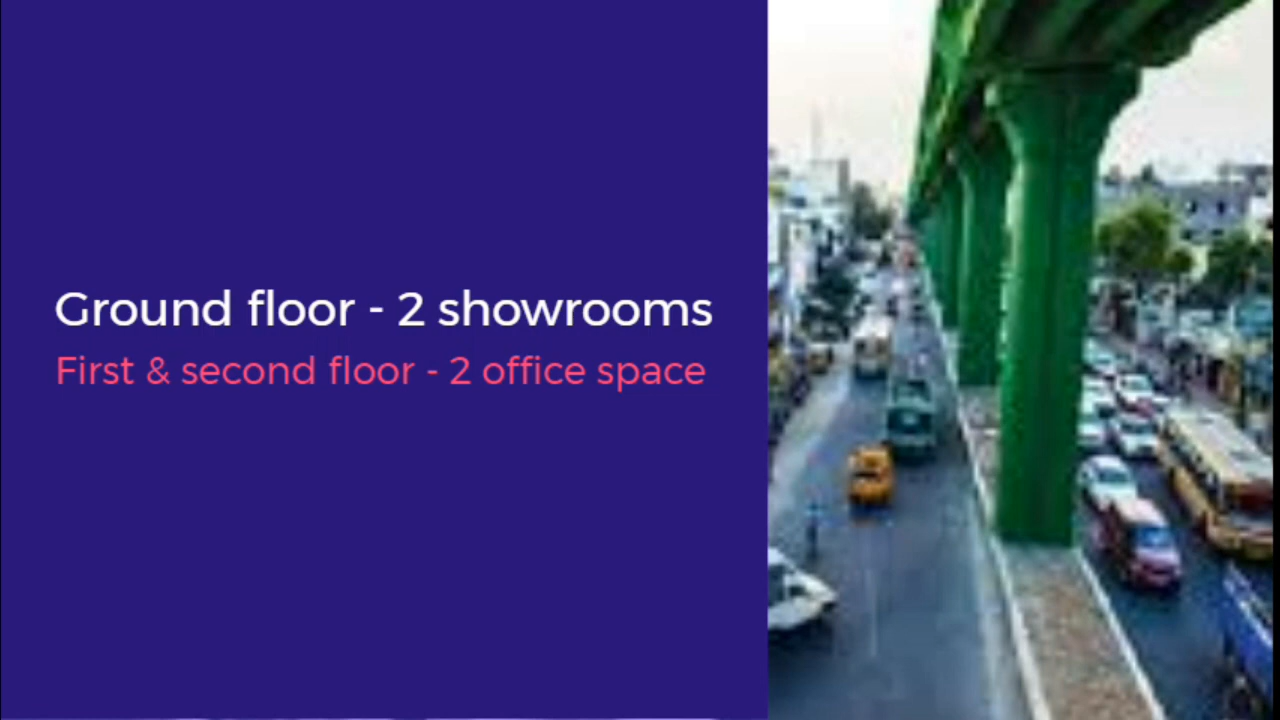 Ground floor - 2 showrooms
First & second floor - 2 office space